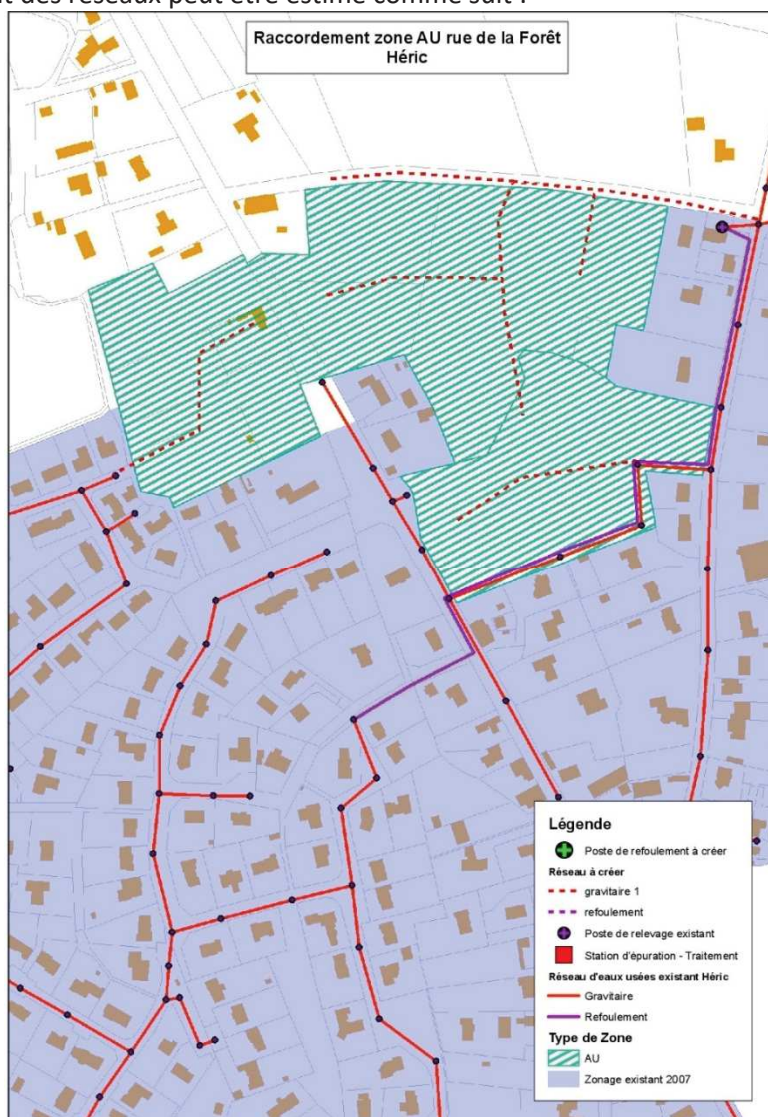 nt des réseaux peut être estimé comme suit :
Raccordement zone AU rue de la Forêt
Héric
Légende
Poste de refoulement à créer
Réseau à créer
gravitaire 1
refoulement
Poste de relevage existant
Station d'épuration - Traitement
Réseau d'eaux usées existant Héric
Gravitaire
Refoulement
Type de Zone
AU
Zonage existant 2007